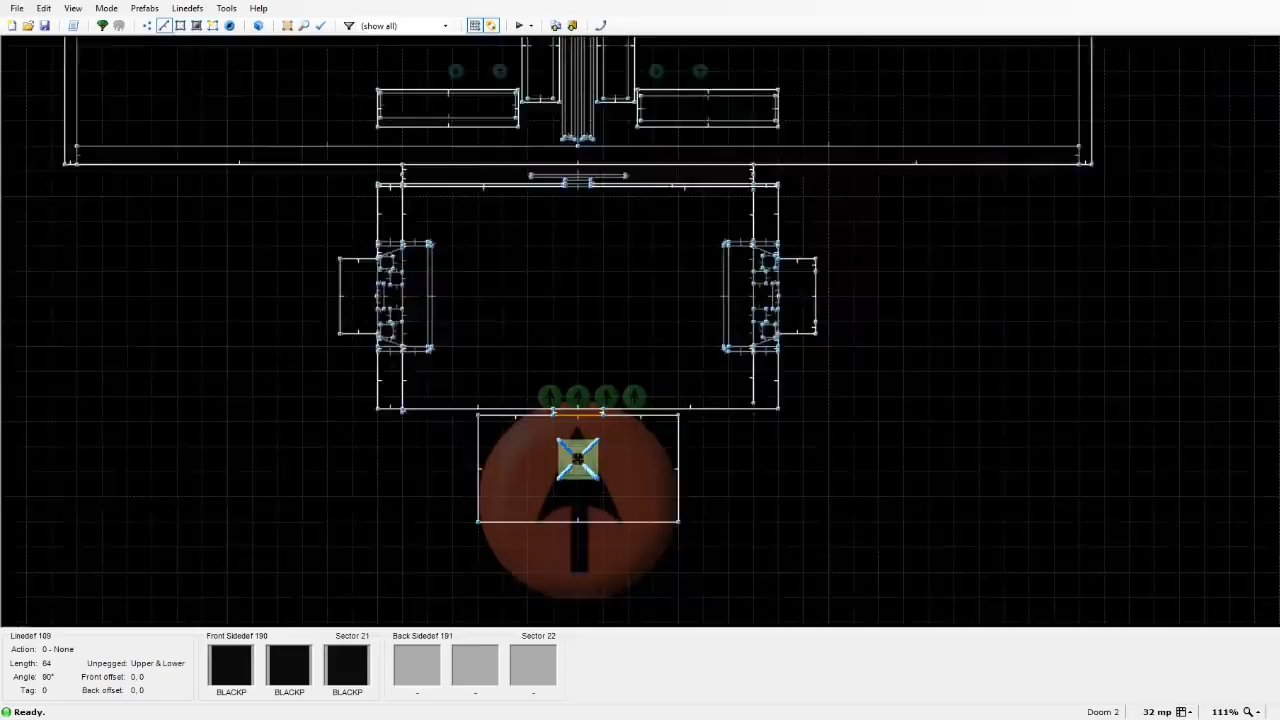 File Edit View Mode Prefabs Linedefs Tools Help
(show all)
Linedef 109
Action: 0 - None
Length: 64 Unpegged: Upper & Lower
Angle: 90° Front offset: 0, 0
Tag: 0 Back offset: 0, 0
Front Sidedef 190 Sector 21
BLACKP BLACKP BLACKP
Back Sidedef 191 Sector 22
- - -
Ready. Doom 2 32 mp 111%